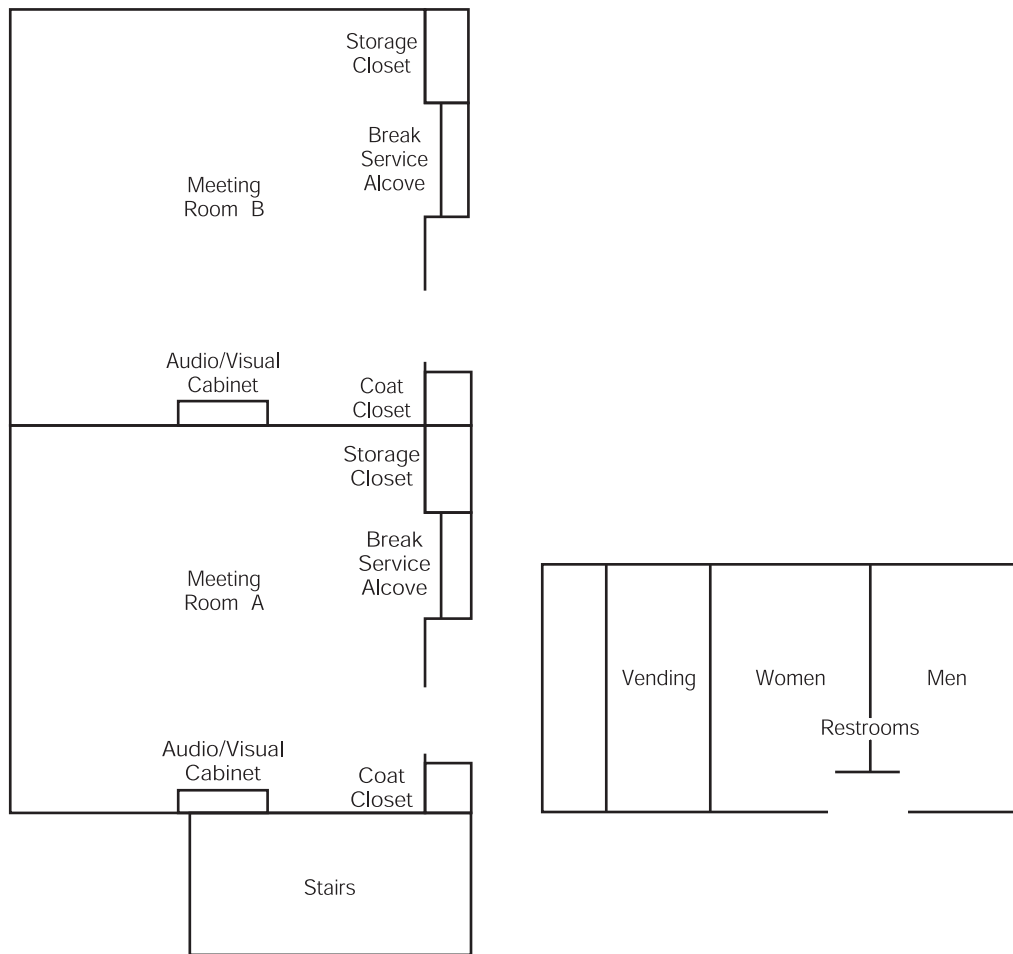 Storage
Closet
Break
Service
Alcove
Meeting
Room B
Audio/Visual
Cabinet
Coat
Closet
Storage
Closet
Break
Service
Alcove
Meeting
Room A
Vending
Women
Men
Restrooms
Audio/Visual
Cabinet
Coat
Closet
Stairs